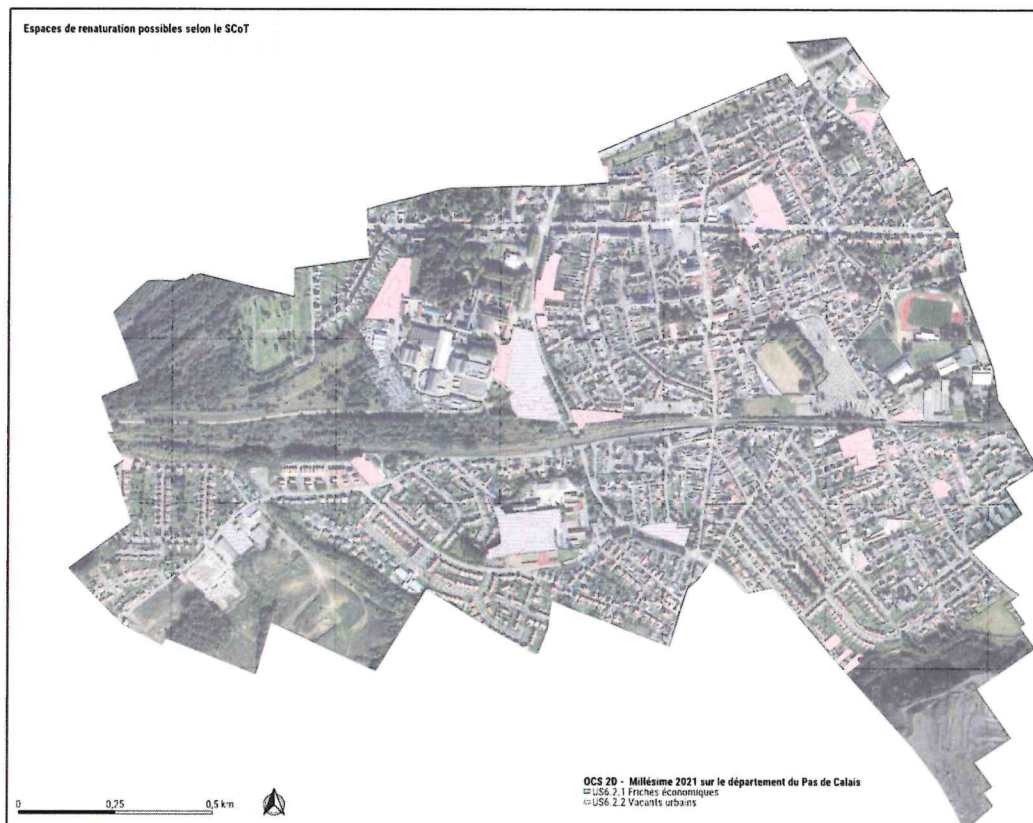 Espaces de renaturation possibles selon le SCoT
0 0,25 0,5 km
OCS 2D - Millésime 2021 sur le département du Pas de Calais
US6.2.1 Friches économiques
US6.2.2 Vacants urbains